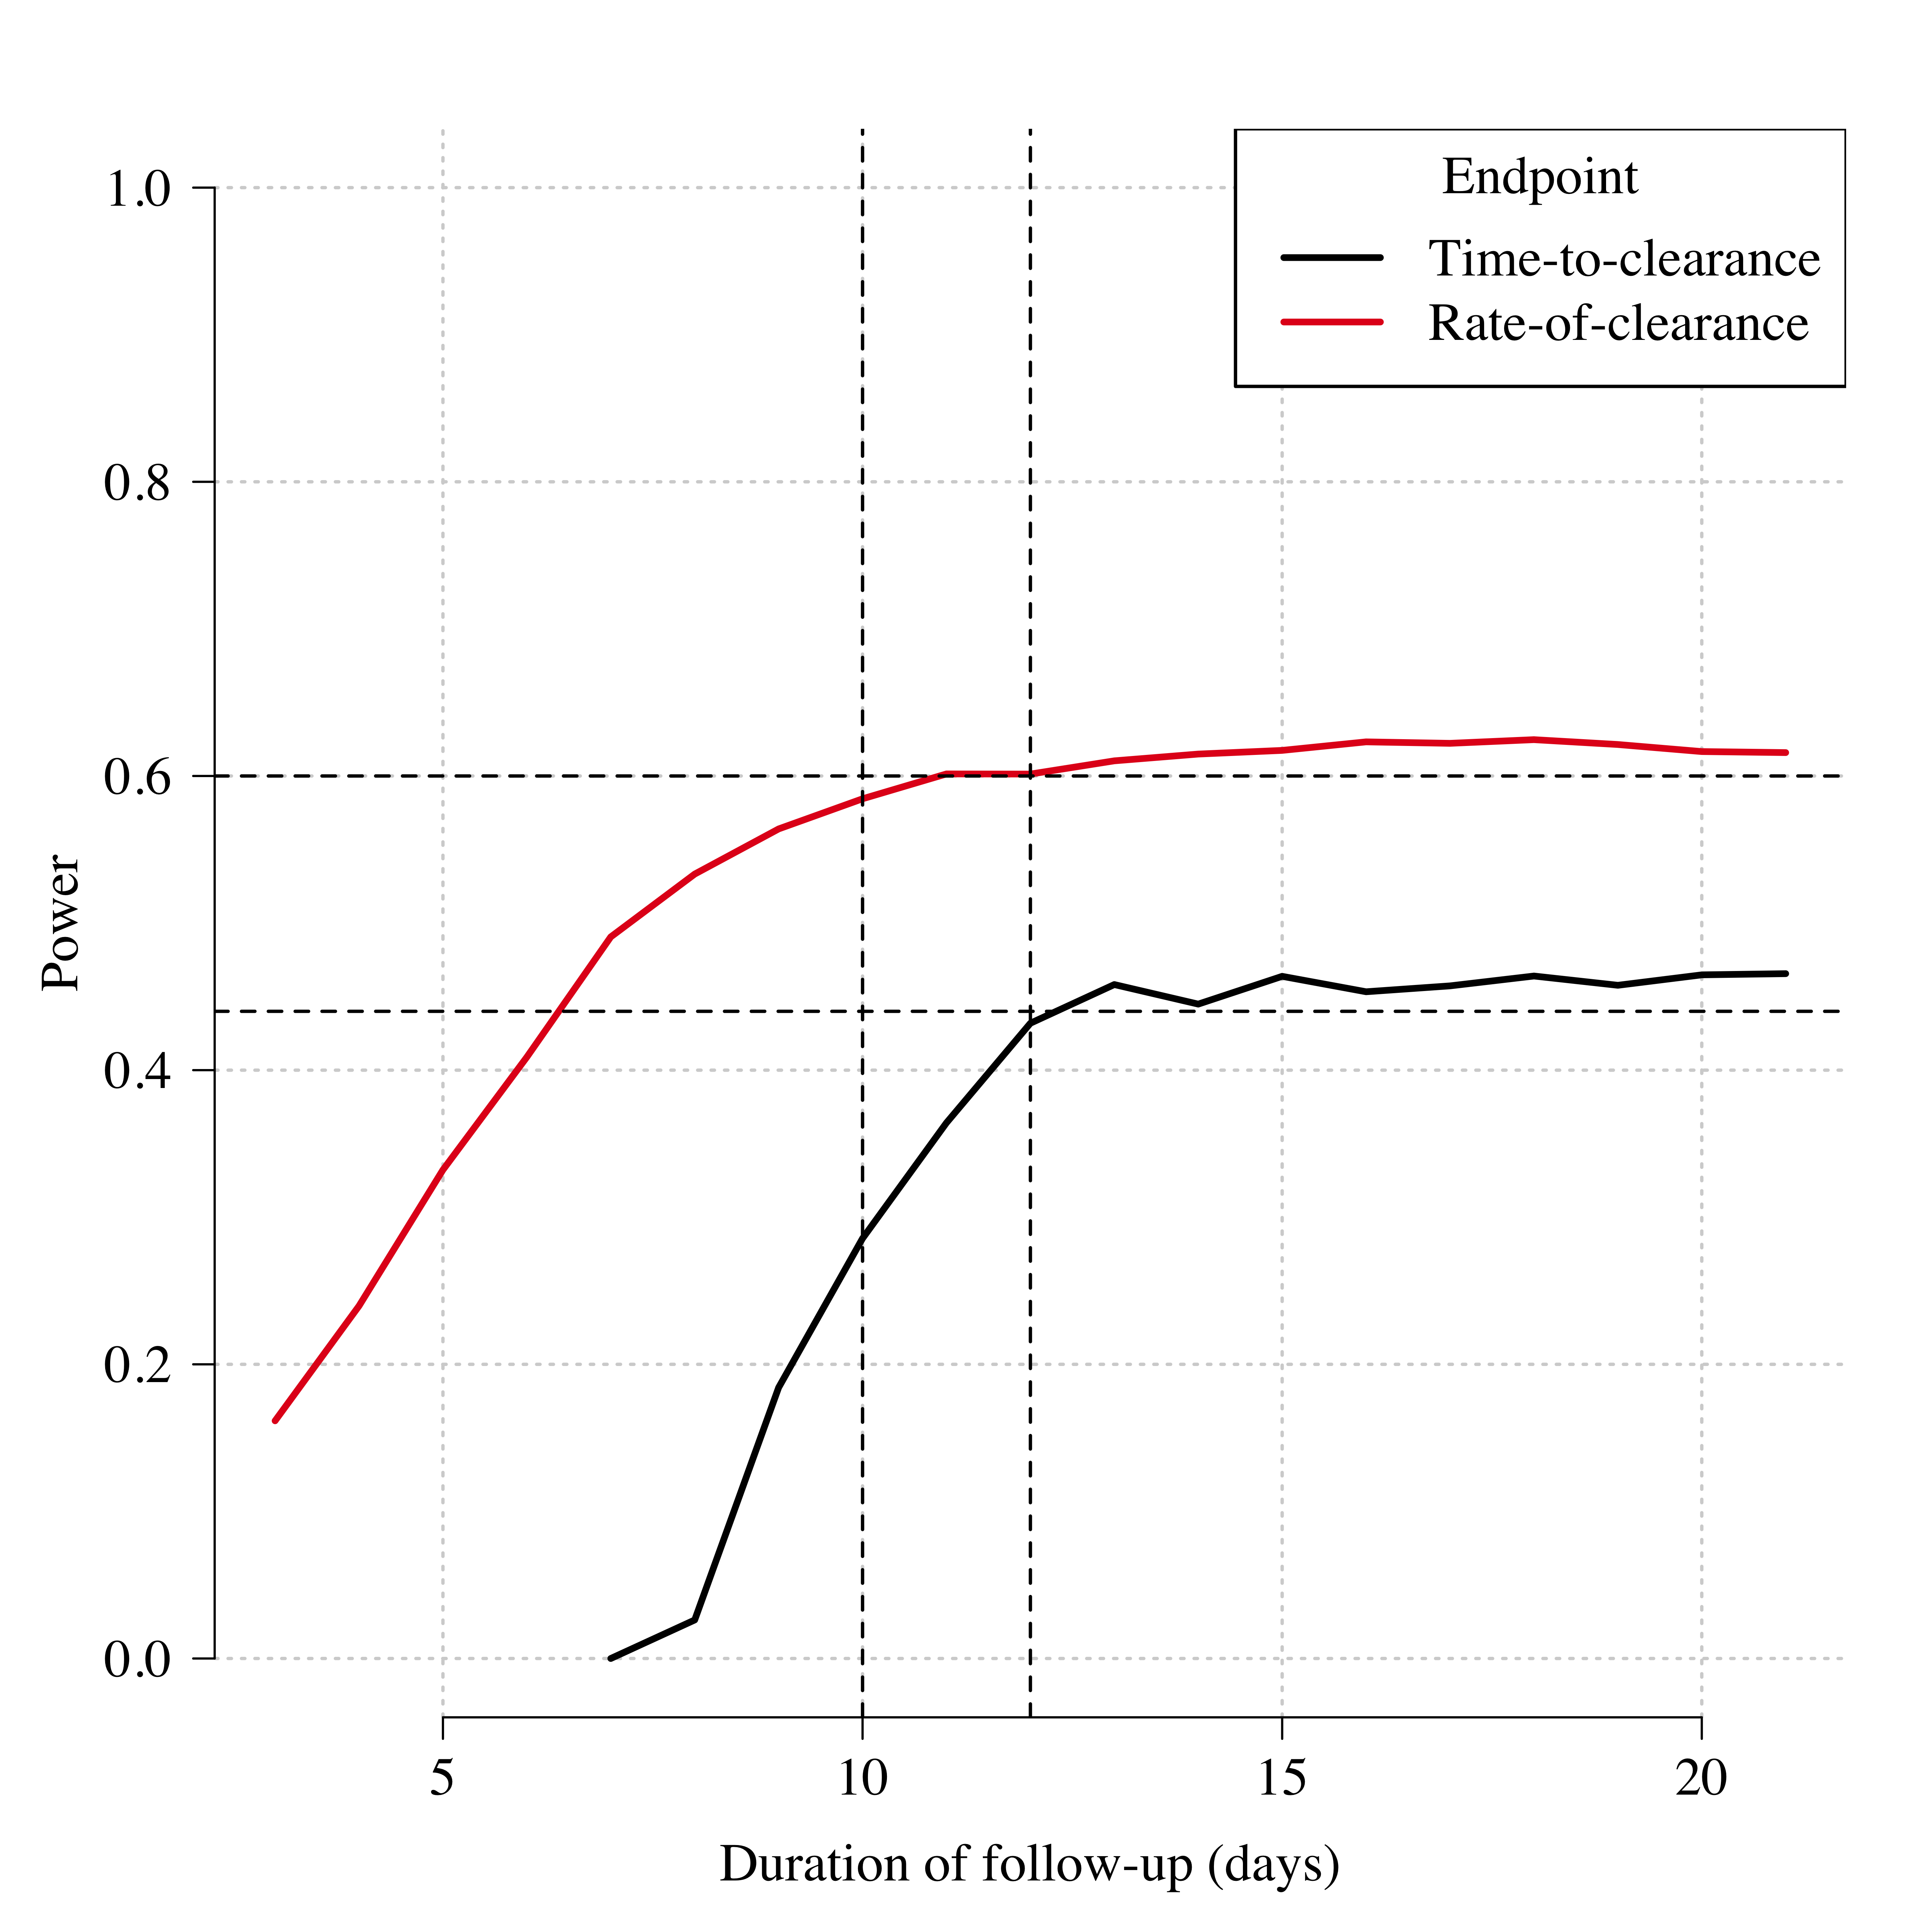 Endpoint
Time-to-clearance
Rate-of-clearance
1.0
0.8
0.6
0.4
0.2
0.0
Power
5 10 15 20
Duration of follow-up (days)